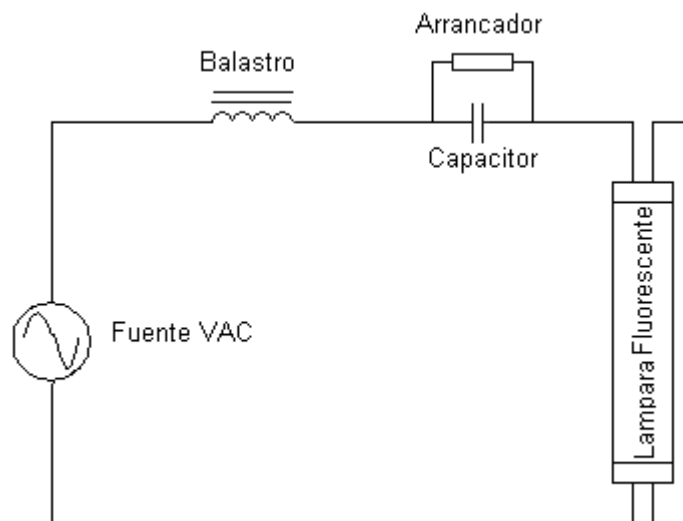 Arrancador
Balastro
Capacitor
Fuente VAC
Lampara Fluorescente